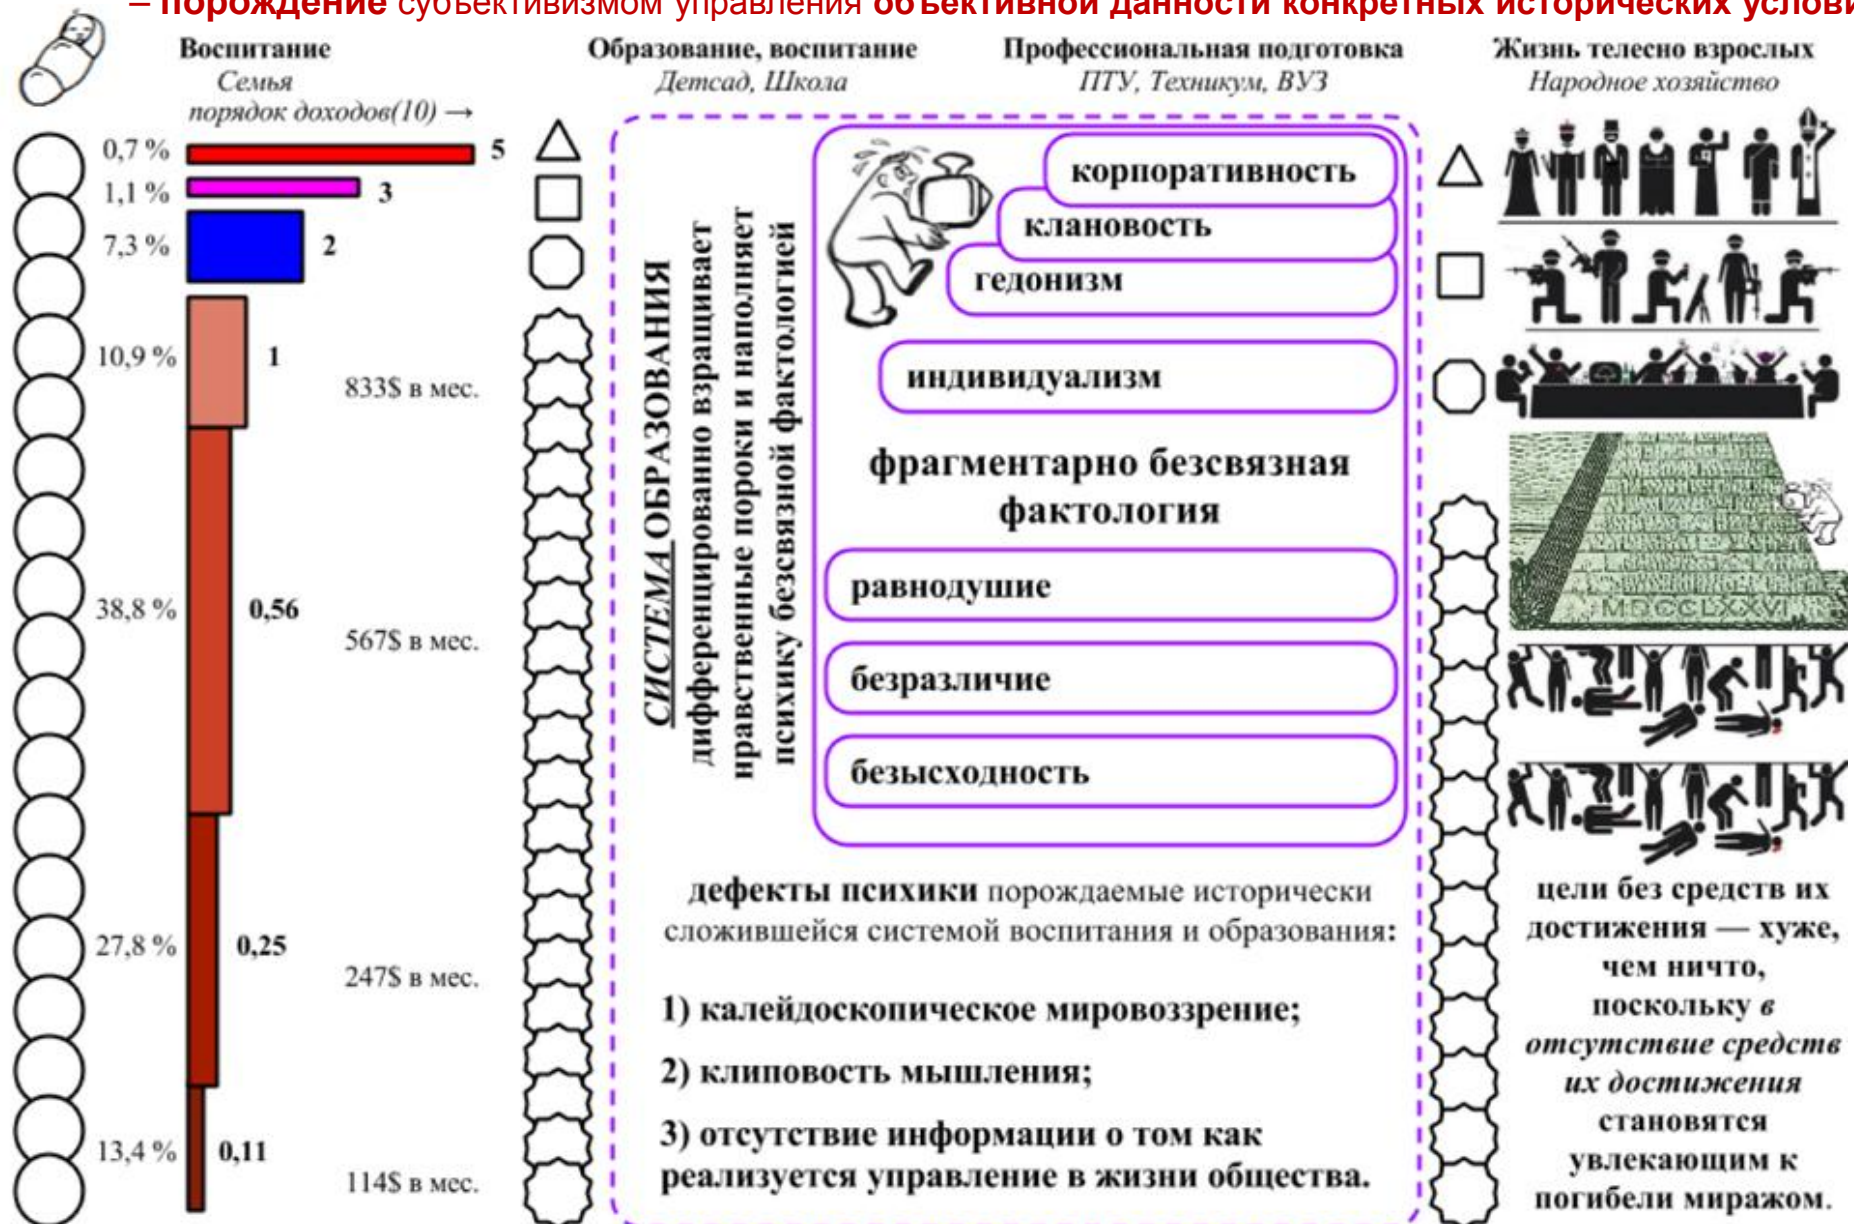 – порождение субъективизмом управления объективной данности конкретных исторических
Воспитание
Семья
порядок доходов(10) →
Образование, воспитание
Детсад, Школа
Профессиональная подготовка
ПТУ, Техникум, ВУЗ
Жизнь телесно взрослых
Народное хозяйство
0,7 %
5
1,1 %
3
7,3 %
2
10,9 %
1
833$ в мес.
38,8 %
0,56
567$ в мес.
27,8 %
0,25
247$ в мес.
13,4 %
0,11
114$ в мес.
СИСТЕМА ОБРАЗОВАНИЯ
дифференцированно взращивает
нравственные пороки и наполняет
психику безсвязной фактологией
корпоративность
клановость
гедонизм
индивидуализм
фрагментарно безсвязная
фактология
равнодушие
безразличие
безысходность
дефекты психики порождаемые исторически
сложившейся системой воспитания и образования:
1) калейдоскопическое мировоззрение;
2) клиповость мышления;
3) отсутствие информации о том как
реализуется управление в жизни общества.
MDCCLXXVI
цели без средств их
достижения — хуже,
чем ничто,
поскольку в
отсутствие средств
их достижения
становятся
увлекающим к
погибели миражом.